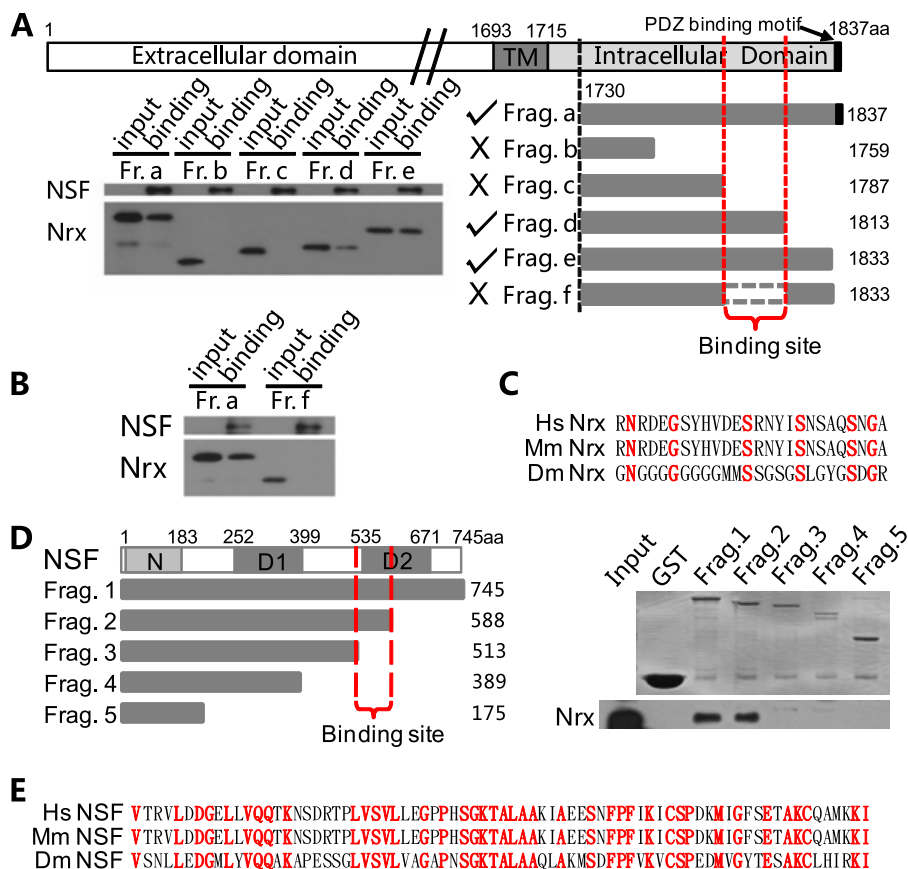 A
1
1693
1715
PDZ binding motif
1837aa
Extracellular domain
TM
Intracellular Domain
input binding input binding input binding input binding input binding
Fr. a Fr. b Fr. c Fr. d Fr. e
NSF
Nrx
1730
✓ Frag. a 1837
X Frag. b 1759
X Frag. c 1787
✓ Frag. d 1813
✓ Frag. e 1833
X Frag. f 1833
Binding site
B
input binding input binding
Fr. a Fr. f
NSF
Nrx
C
Hs Nrx RNRDEGSYHVDESRNYISNSAQSNGA
Mm Nrx RNRDEGSYHVDESRNYISNSAQSNGA
Dm Nrx GNGGGGGGGGMMSSGSGSLGYGSDGR
D
1 183 252 399 535 671 745aa
NSF N D1 D2
Frag. 1 745
Frag. 2 588
Frag. 3 513
Frag. 4 389
Frag. 5 175
Binding site
Input GST Frag.1 Frag.2 Frag.3 Frag.4 Frag.5
Nrx
E
Hs NSF VTRVLDDGELLVQQTKNSDRTPLVSVLLEGPPHSGKTALAAKIAEESNFPFIKICSPDKMIGFSETAKCQAMKKI
Mm NSF VTRVLDDGELLVQQTKNSDRTPLVSVLLEGPPHSGKTALAAKIAEESNFPFIKICSPDKMIGFSETAKCQAMKKI
Dm NSF VSNLLEDGMLYVQQAKAPESSGLVSVLVAGAPNSGKTALAAQLAKMSDFPFVKVCSPEDMVGYTESAKCLHIRKI